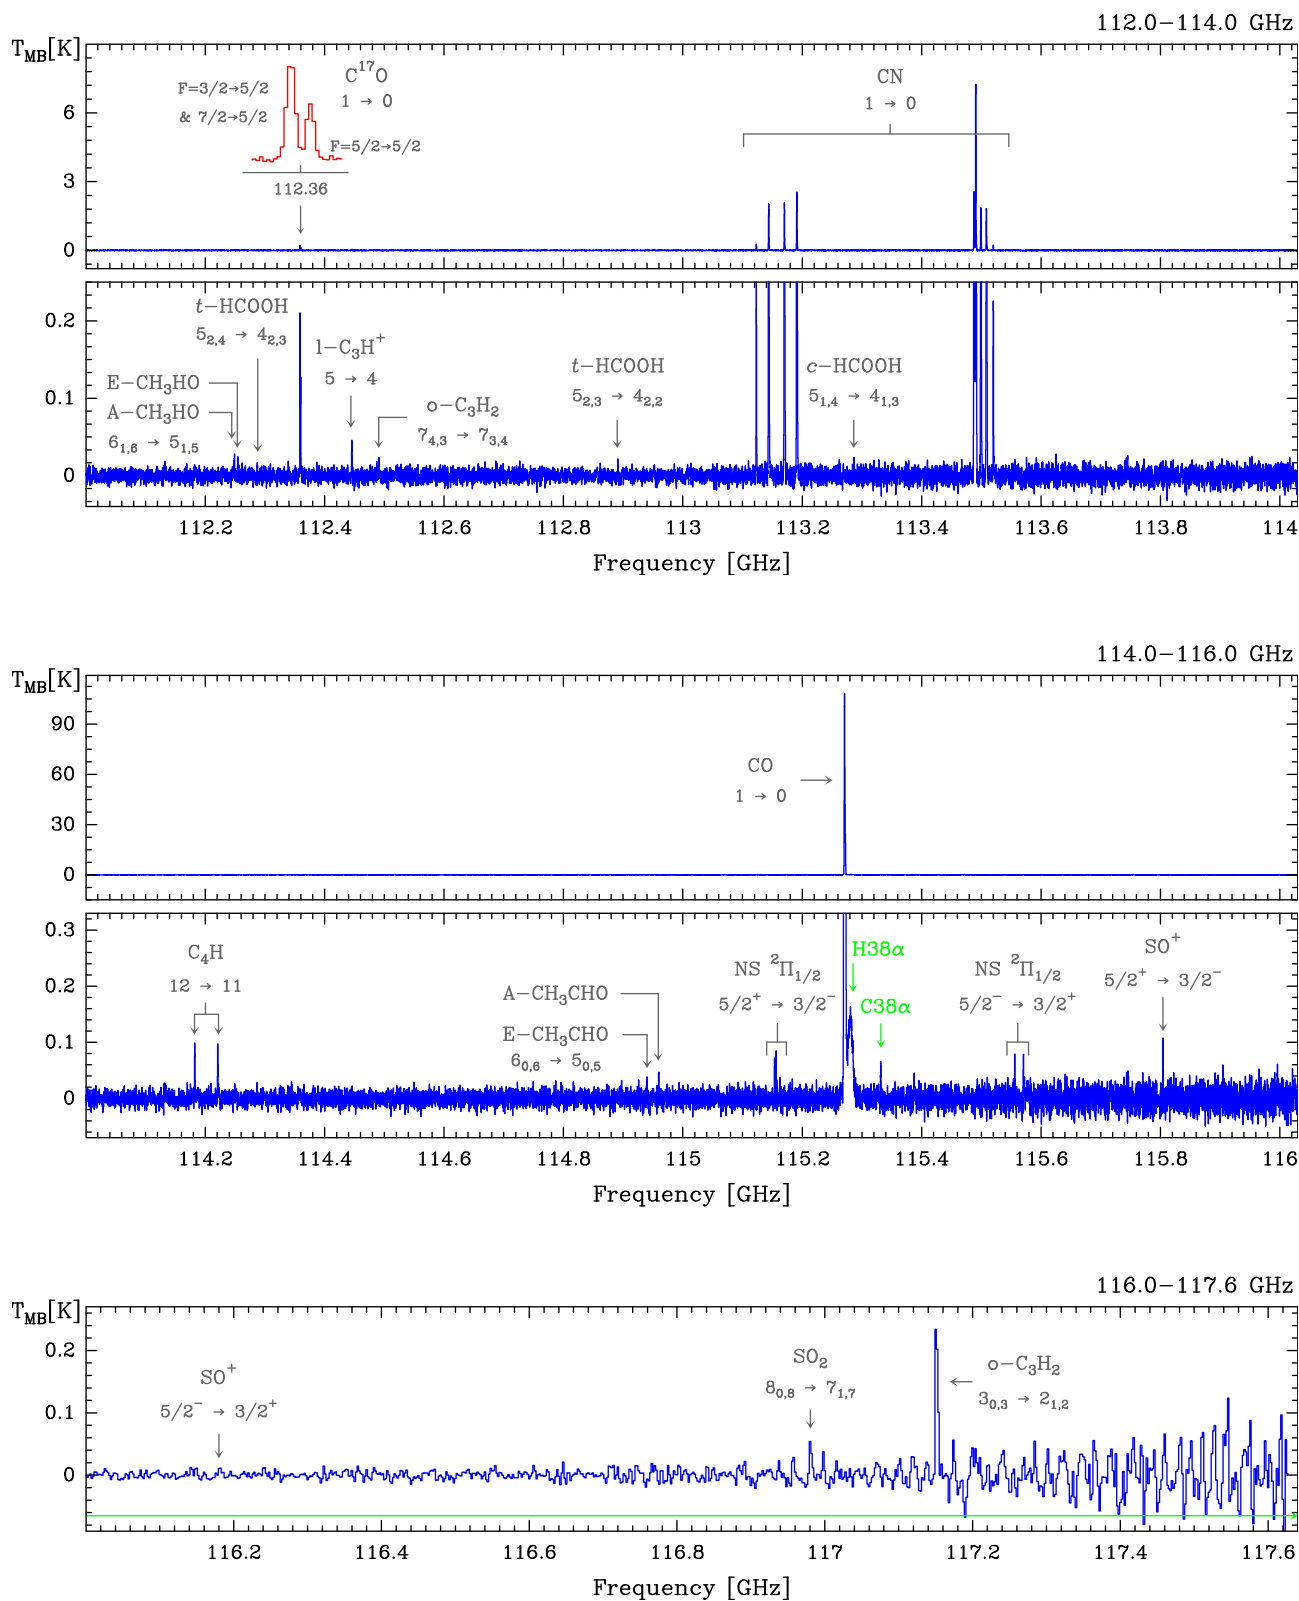 112.0−114.0 GHz
T_MB[K]
F=3/2→5/2
& 7/2→5/2
C¹⁷O
1 → 0
F=5/2→5/2
112.36
CN
1 → 0
6
3
0
t−HCOOH
5_2,4 → 4_2,3
E−CH₃HO
A−CH₃HO
6_1,6 → 5_1,5
l−C₃H⁺
5 → 4
o−C₃H₂
7_4,3 → 7_3,4
t−HCOOH
5_2,3 → 4_2,2
c−HCOOH
5_1,4 → 4_1,3
0.2
0.1
0
112.2 112.4 112.6 112.8 113 113.2 113.4 113.6 113.8 114
Frequency [GHz]
114.0−116.0 GHz
T_MB[K]
90
60
30
0
CO
1 → 0
C₄H
12 → 11
A−CH₃CHO
E−CH₃CHO
6_0,6 → 5_0,5
NS ²Π_1/2
5/2⁺ → 3/2⁻
H38α
C38α
NS ²Π_1/2
5/2⁻ → 3/2⁺
SO⁺
5/2⁺ → 3/2⁻
0.3
0.2
0.1
0
114.2 114.4 114.6 114.8 115 115.2 115.4 115.6 115.8 116
Frequency [GHz]
116.0−117.6 GHz
T_MB[K]
0.2
0.1
0
SO⁺
5/2⁻ → 3/2⁺
SO₂
8_0,8 → 7_1,7
o−C₃H₂
3_0,3 → 2_1,2
116.2 116.4 116.6 116.8 117 117.2 117.4 117.6
Frequency [GHz]